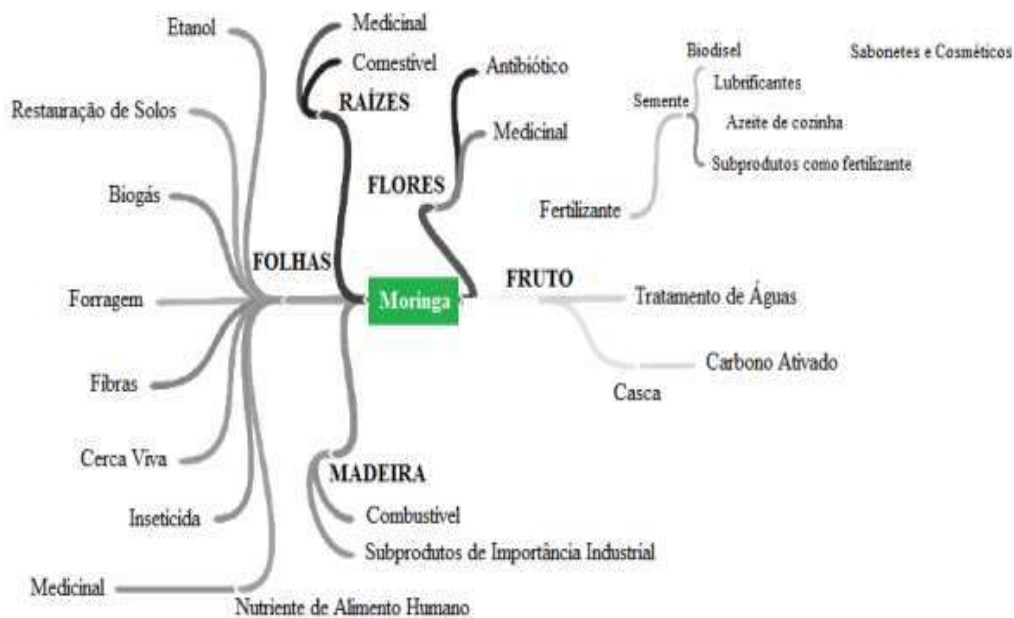 Etanol
Restauração de Solos
Biogás
Forragem
Fibras
Cerca Viva
Inseticida
Medicinal
Nutriente de Alimento Humano
FOLHAS
Medicinal
Comestível
RAÍZES
Antibiótico
Medicinal
FLORES
Moringa
MADEIRA
Combustível
Subprodutos de Importância Industrial
FRUTO
Fertilizante
Semente
Biodisel
Sabonetes e Cosméticos
Lubrificantes
Azeite de cozinha
Subprodutos como fertilizante
Tratamento de Águas
Carbono Ativado
Casca